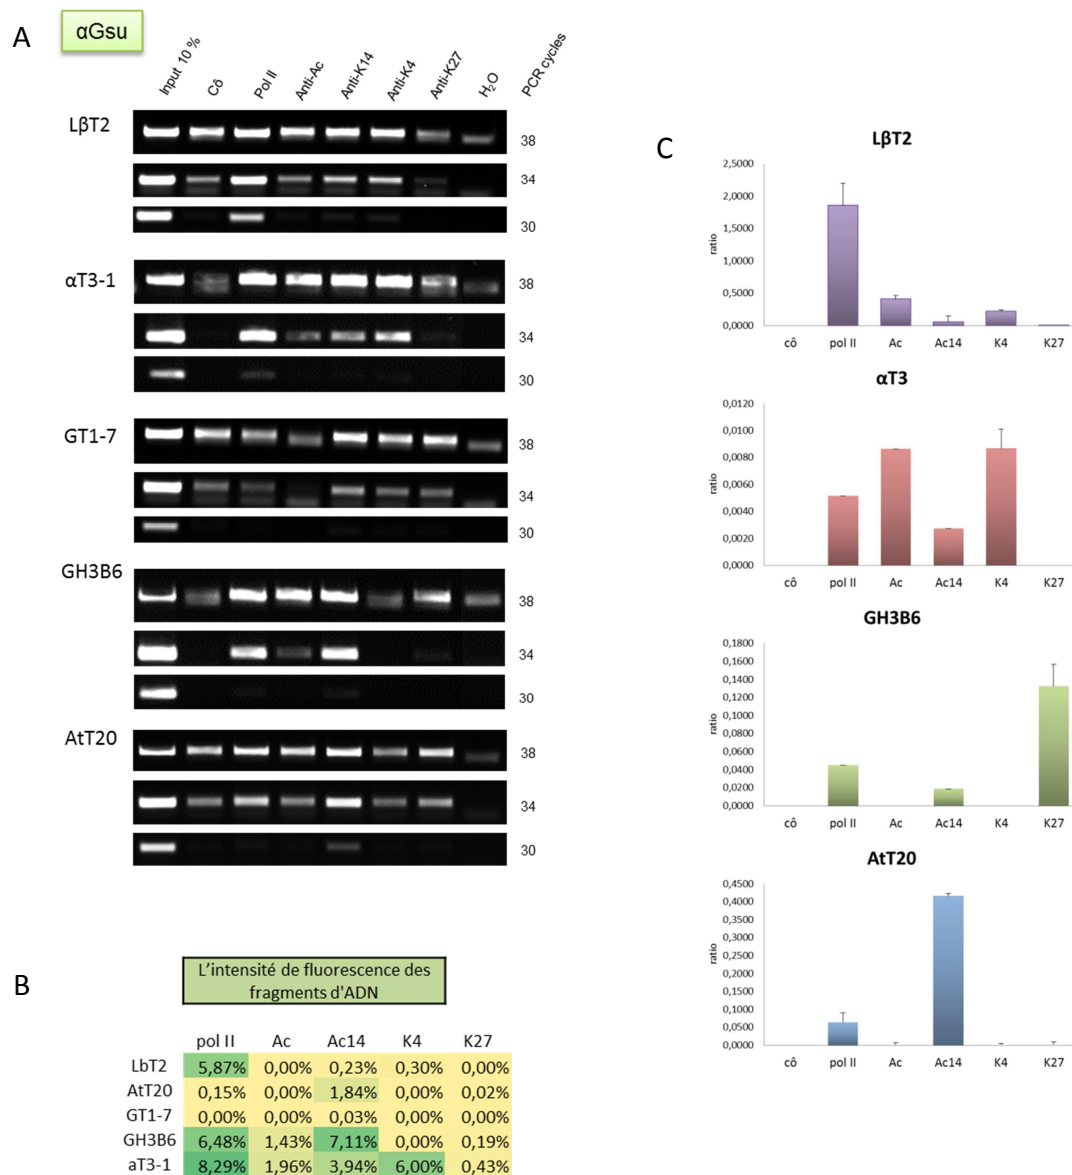 A
αGsu
Input 10 %
Cô
Pol II
Anti-Ac
Anti-K14
Anti-K4
Anti-K27
H₂O
PCR cycles
LβT2
38
34
30
αT3-1
38
34
30
GT1-7
38
34
30
GH3B6
38
34
30
AtT20
38
34
30
B
L'intensité de fluorescence des
fragments d'ADN
pol II Ac Ac14 K4 K27
LbT2 5,87% 0,00% 0,23% 0,30% 0,00%
AtT20 0,15% 0,00% 1,84% 0,00% 0,02%
GT1-7 0,00% 0,00% 0,03% 0,00% 0,00%
GH3B6 6,48% 1,43% 7,11% 0,00% 0,19%
aT3-1 8,29% 1,96% 3,94% 6,00% 0,43%
C
LβT2
2,5000
2,0000
1,5000
1,0000
0,5000
0,0000
ratio
cô pol II Ac Ac14 K4 K27
αT3
0,0120
0,0100
0,0080
0,0060
0,0040
0,0020
0,0000
ratio
cô pol II Ac Ac14 K4 K27
GH3B6
0,1800
0,1600
0,1400
0,1200
0,1000
0,0800
0,0600
0,0400
0,0200
0,0000
ratio
cô pol II Ac Ac14 K4 K27
AtT20
0,4500
0,4000
0,3500
0,3000
0,2500
0,2000
0,1500
0,1000
0,0500
0,0000
ratio
cô pol II Ac Ac14 K4 K27